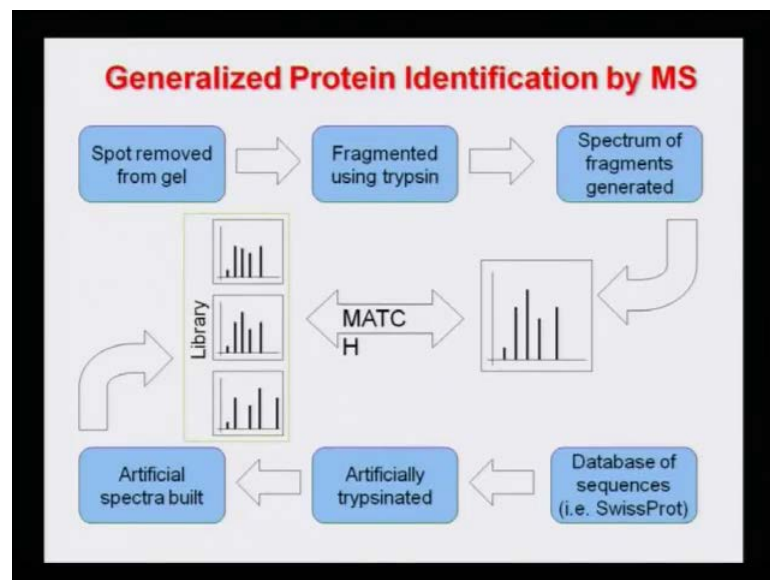 Generalized Protein Identification by MS
Spot removed
from gel
Fragmented
using trypsin
Spectrum of
fragments
generated
Library
MATC
H
Artificial
spectra built
Artificially
trypsinated
Database of
sequences
(i.e. SwissProt)